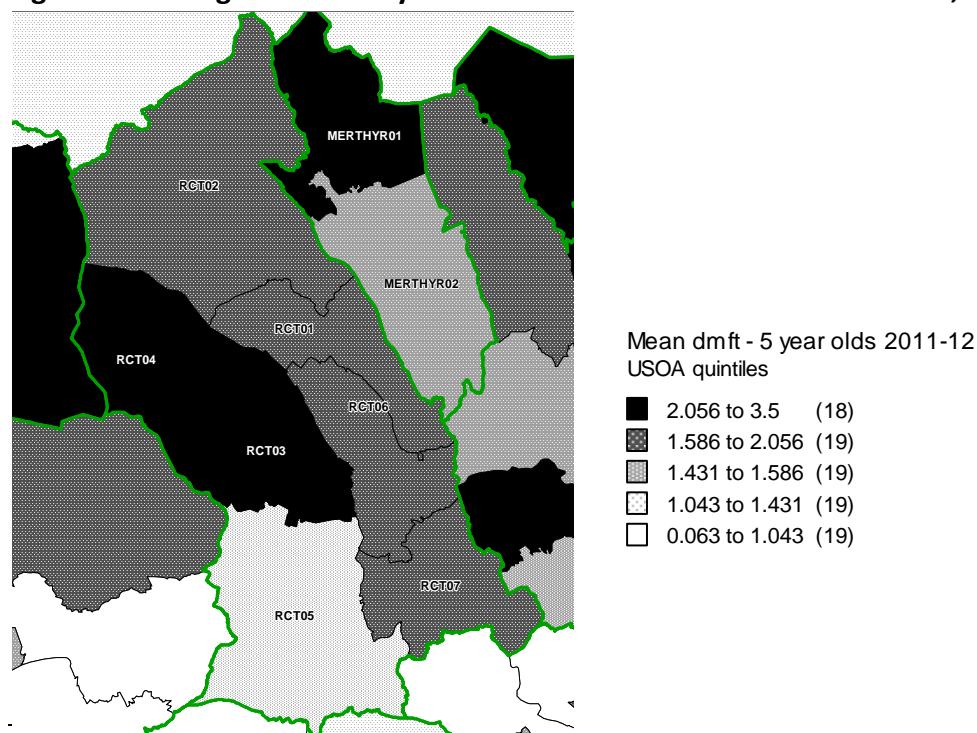 MERTHYR01
RCT02
MERTHYR02
RCT01
RCT04
RCT06
RCT03
RCT07
RCT05
Mean dmft - 5 year olds 2011-12
USOA quintiles
2.056 to 3.5 (18)
1.586 to 2.056 (19)
1.431 to 1.586 (19)
1.043 to 1.431 (19)
0.063 to 1.043 (19)